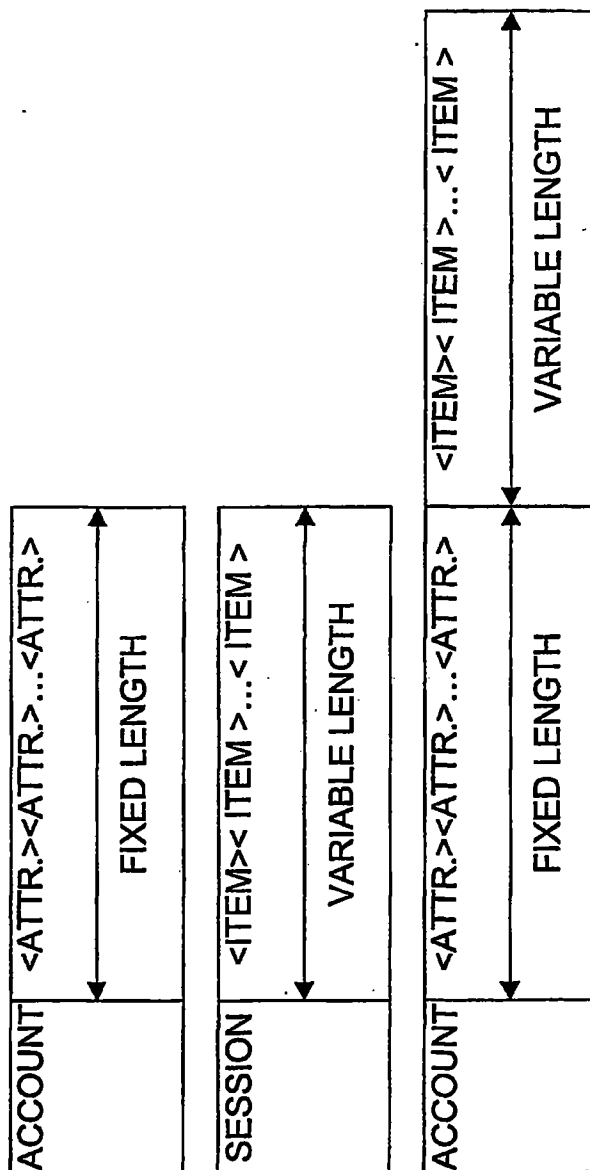 ACCOUNT <ATTR.><ATTR.>...<ATTR.>
FIXED LENGTH
SESSION <ITEM>< ITEM >...< ITEM >
VARIABLE LENGTH
ACCOUNT <ATTR.><ATTR.>...<ATTR.> <ITEM>< ITEM >...< ITEM >
FIXED LENGTH VARIABLE LENGTH